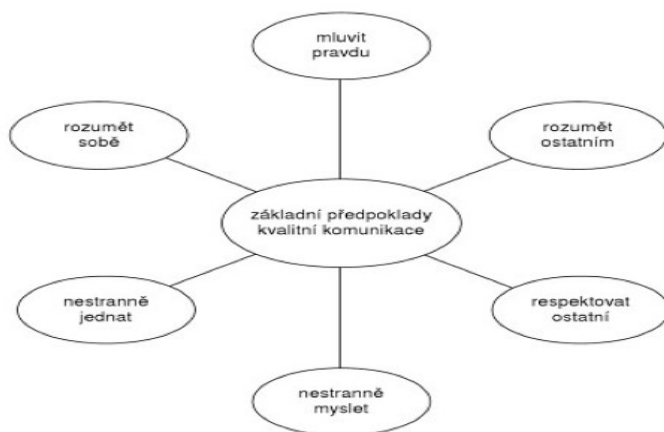 mluvit
pravdu
rozumět
sobě
rozumět
ostatním
základní předpoklady
kvalitní komunikace
nestranně
jednat
respektovat
ostatní
nestranně
myslet